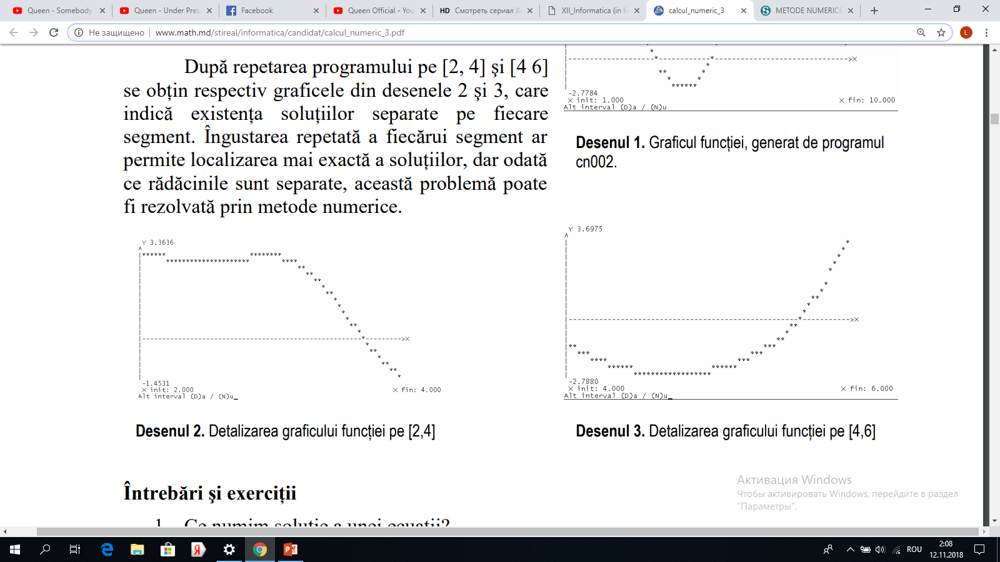 Queen - Somebody
Queen - Under Pres
Facebook
Queen Official - You
HD Смотреть сериал Х
XII_Informatica (in li
calcul_numeric_3
METODE NUMERICE
Не защищено
www.math.md/stireal/informatica/candidat/calcul_numeric_3.pdf
L
După repetarea programului pe [2, 4] şi [4 6]
se obțin respectiv graficele din desenele 2 şi 3, care
indică existența soluțiilor separate pe fiecare
segment. Îngustarea repetată a fiecărui segment ar
permite localizarea mai exactă a soluțiilor, dar odată
ce rădăcinile sunt separate, această problemă poate
fi rezolvată prin metode numerice.
>X
-2.7784
X init: 1.000
X fin: 10.000
Alt interval (D)a / (N)u
Desenul 1. Graficul funcției, generat de programul
cn002.
Y 3.3636
>X
-1.4531
X init: 2.000
X fin: 4.000
Alt interval (D)a / (N)u_
Desenul 2. Detalizarea graficului funcției pe [2,4]
Y 3.6975
>X
-2.7880
X init: 4.000
X fin: 6.000
Alt interval (D)a / (N)u_
Desenul 3. Detalizarea graficului funcției pe [4,6]
Întrebări şi exerciții
1. Ce numim soluție a unei ecuații?
Активация Windows
Чтобы активировать Windows, перейдите в раздел
"Параметры".
ROU
2:08
12.11.2018